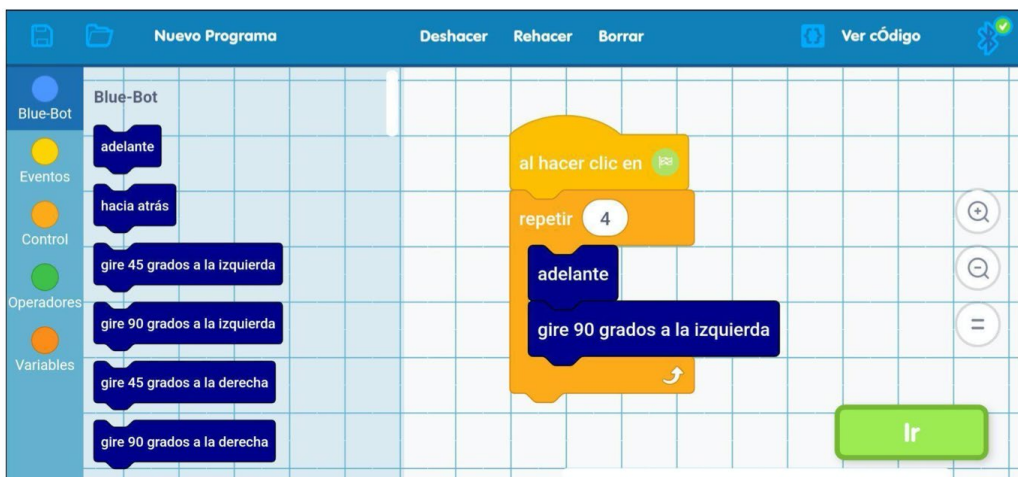 Nuevo Programa
Deshacer
Rehacer
Borrar
Ver cÓdigo
Blue-Bot
Eventos
Control
Operadores
Variables
Blue-Bot
adelante
hacia atrás
gire 45 grados a la izquierda
gire 90 grados a la izquierda
gire 45 grados a la derecha
gire 90 grados a la derecha
al hacer clic en
repetir 4
adelante
gire 90 grados a la izquierda
Ir